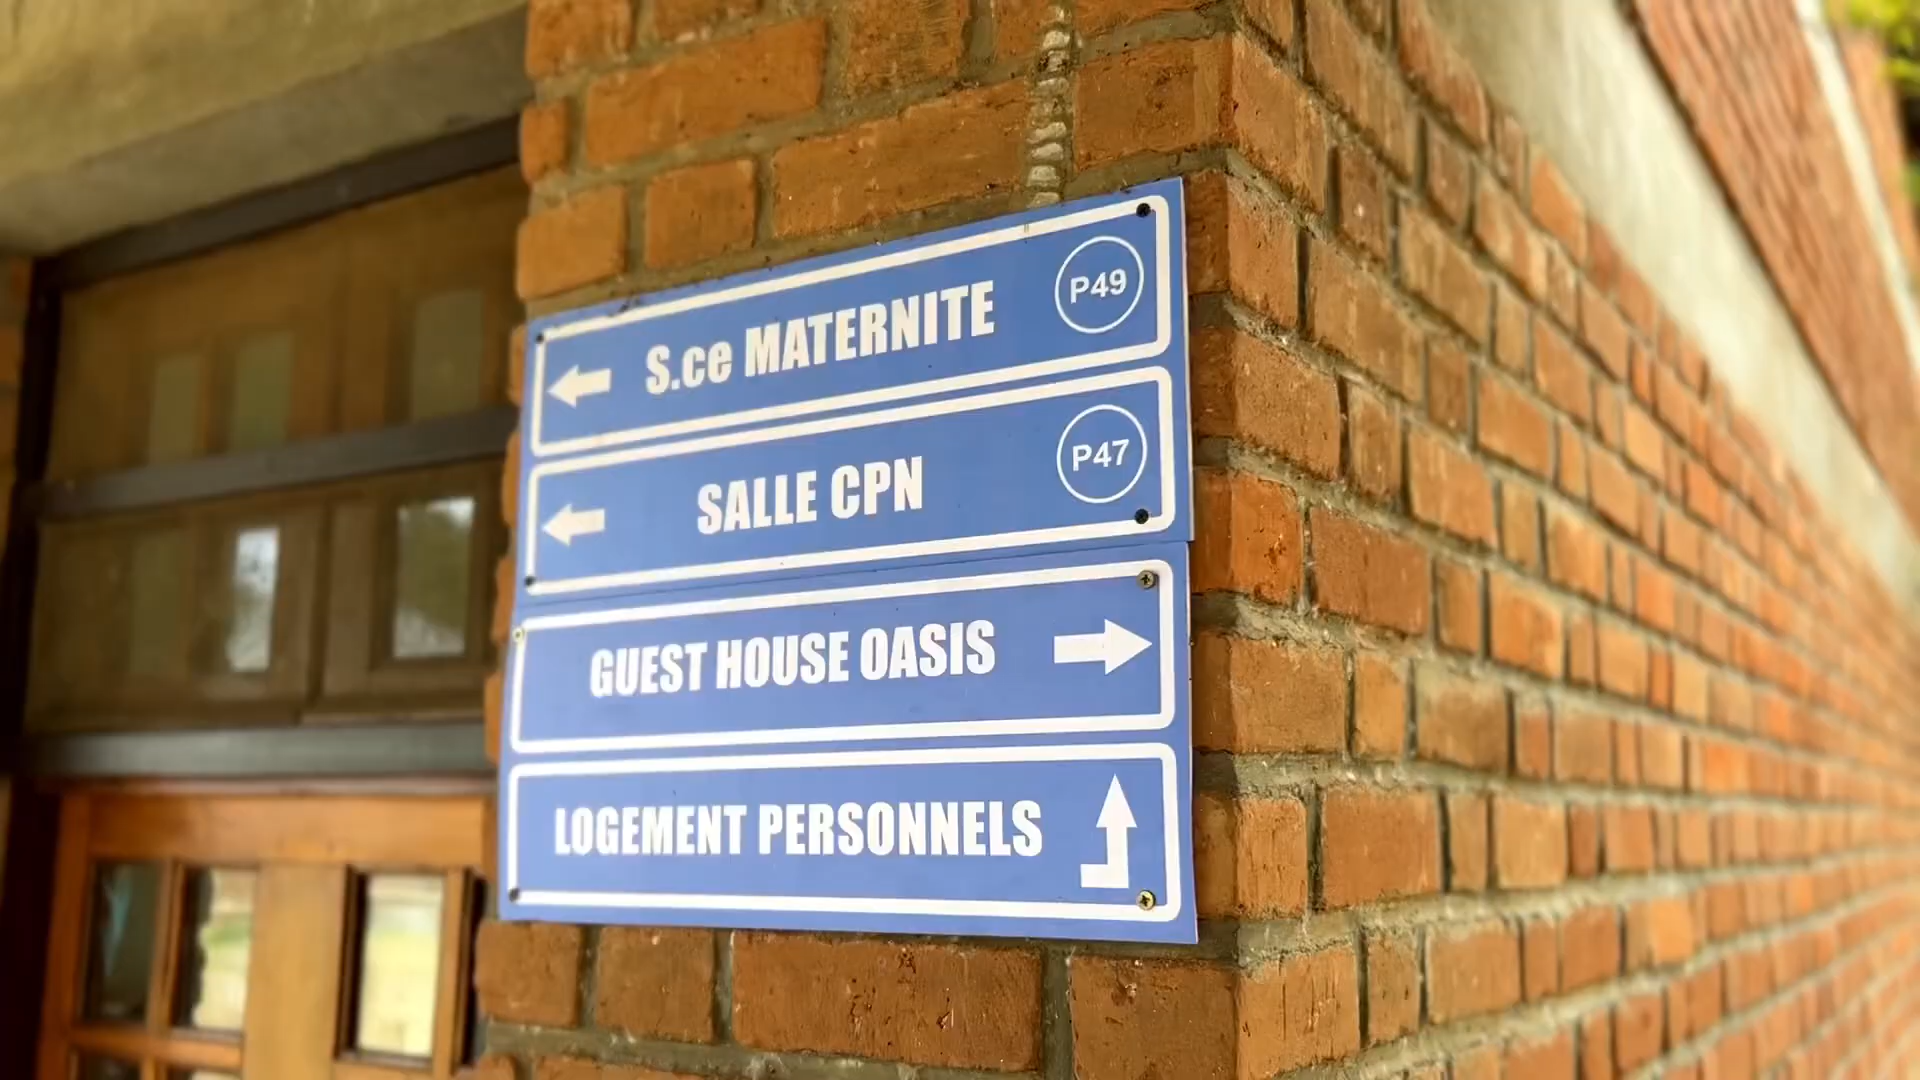 S.ce MATERNITE P49
SALLE CPN P47
GUEST HOUSE OASIS
LOGEMENT PERSONNELS